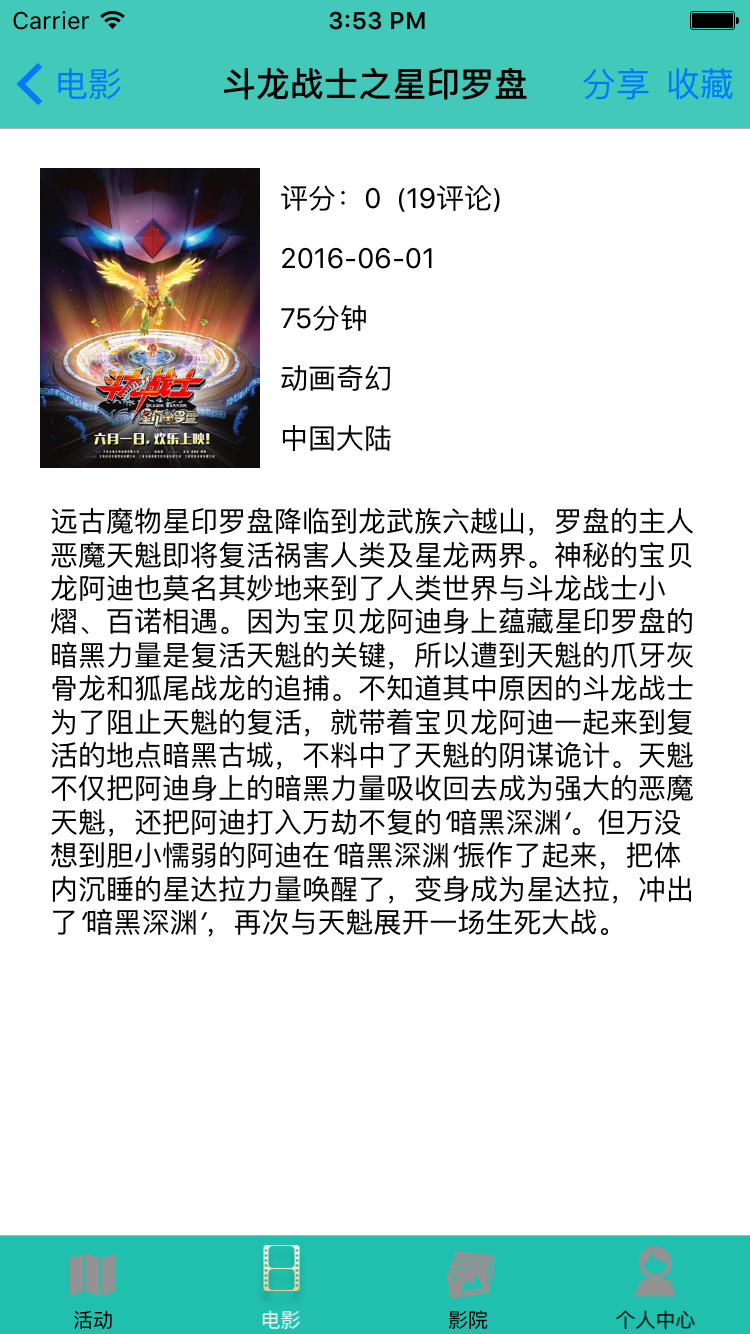 Carrier 3:53 PM
电影 斗龙战士之星印罗盘 分享 收藏
评分：0 (19评论)
2016-06-01
75分钟
动画奇幻
中国大陆
斗龙战士
DRAGON WARRIOR
星印罗盘
六月一日，欢乐上映！
远古魔物星印罗盘降临到龙武族六越山，罗盘的主人
恶魔天魁即将复活祸害人类及星龙两界。神秘的宝贝
龙阿迪也莫名其妙地来到了人类世界与斗龙战士小
熠、百诺相遇。因为宝贝龙阿迪身上蕴藏星印罗盘的
暗黑力量是复活天魁的关键，所以遭到天魁的爪牙灰
骨龙和狐尾战龙的追捕。不知道其中原因的斗龙战士
为了阻止天魁的复活，就带着宝贝龙阿迪一起来到复
活的地点暗黑古城，不料中了天魁的阴谋诡计。天魁
不仅把阿迪身上的暗黑力量吸收回去成为强大的恶魔
天魁，还把阿迪打入万劫不复的‘暗黑深渊’。但万没
想到胆小懦弱的阿迪在‘暗黑深渊‘振作了起来，把体
内沉睡的星达拉力量唤醒了，变身成为星达拉，冲出
了‘暗黑深渊’，再次与天魁展开一场生死大战。
活动 电影 影院 个人中心